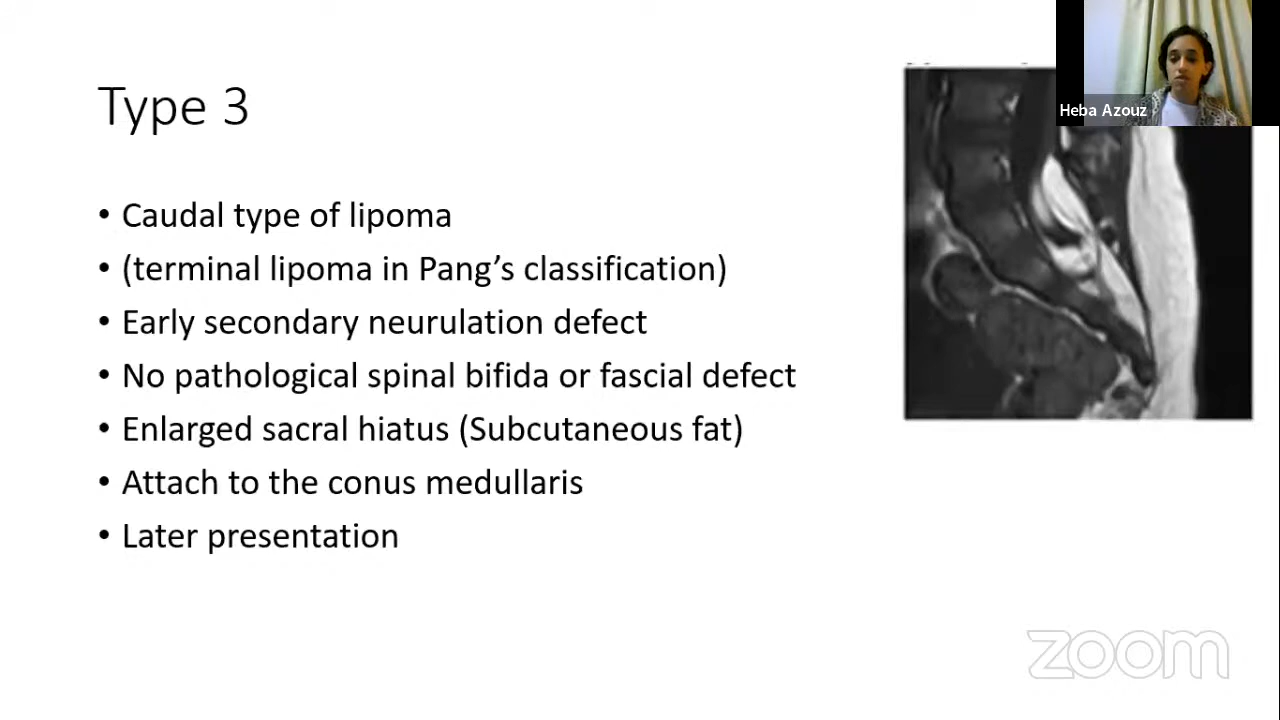 Type 3
Heba Azouz
• Caudal type of lipoma
• (terminal lipoma in Pang’s classification)
• Early secondary neurulation defect
• No pathological spinal bifida or fascial defect
• Enlarged sacral hiatus (Subcutaneous fat)
• Attach to the conus medullaris
• Later presentation
zoom